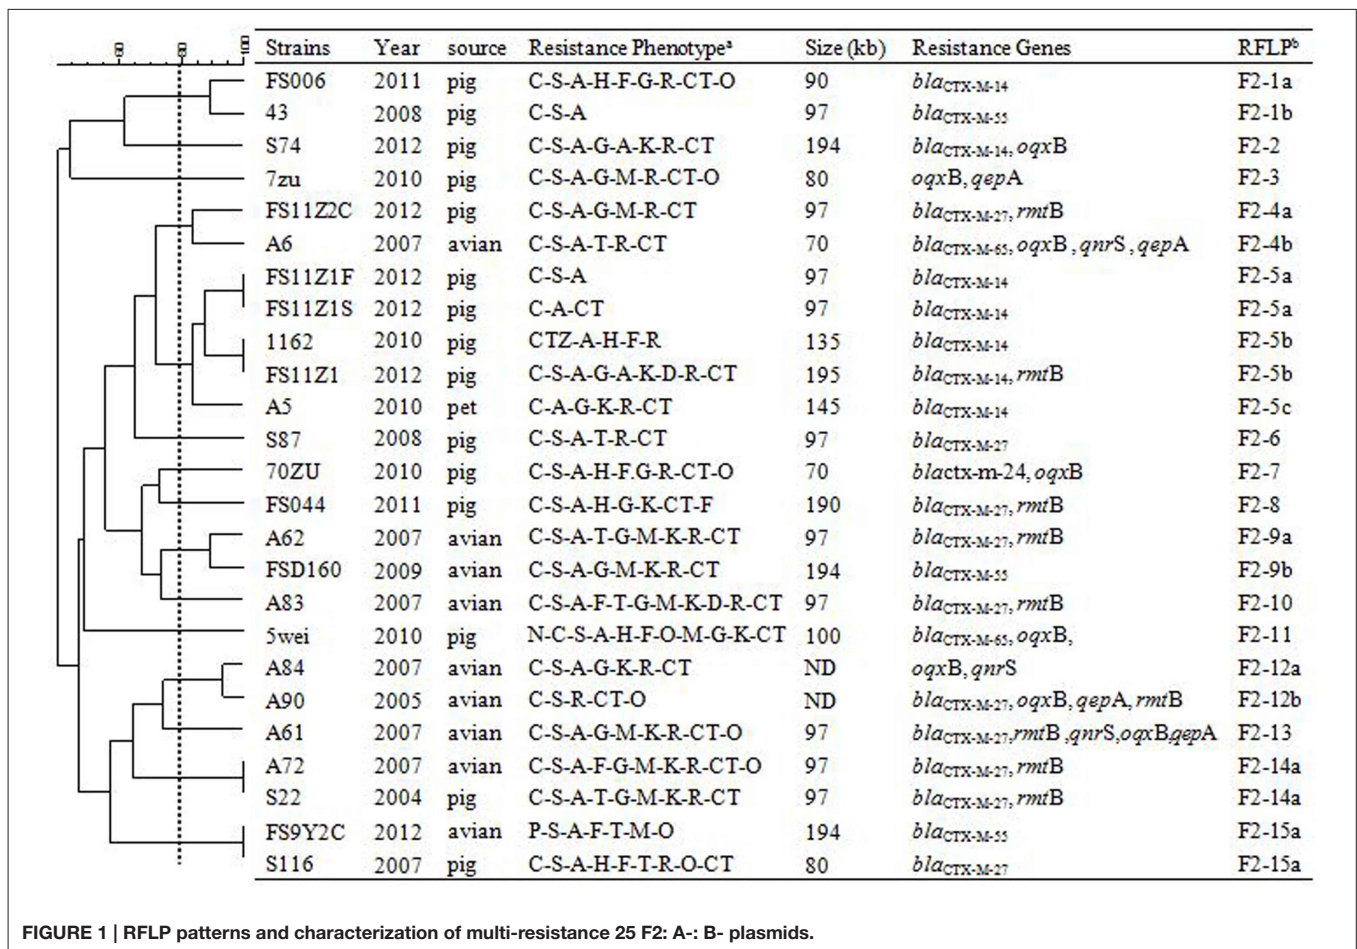 60 80 100 Strains Year source Resistance Phenotypeᵃ Size (kb) Resistance Genes RFLPᵇ
FS006 2011 pig C-S-A-H-F-G-R-CT-O 90 blaCTX-M-14 F2-1a
43 2008 pig C-S-A 97 blaCTX-M-55 F2-1b
S74 2012 pig C-S-A-G-A-K-R-CT 194 blaCTX-M-14, oqxB F2-2
7zu 2010 pig C-S-A-G-M-R-CT-O 80 oqxB, qepA F2-3
FS11Z2C 2012 pig C-S-A-G-M-R-CT 97 blaCTX-M-27, rmtB F2-4a
A6 2007 avian C-S-A-T-R-CT 70 blaCTX-M-65, oqxB , qnrS , qepA F2-4b
FS11Z1F 2012 pig C-S-A 97 blaCTX-M-14 F2-5a
FS11Z1S 2012 pig C-A-CT 97 blaCTX-M-14 F2-5a
1162 2010 pig CTZ-A-H-F-R 135 blaCTX-M-14 F2-5b
FS11Z1 2012 pig C-S-A-G-A-K-D-R-CT 195 blaCTX-M-14, rmtB F2-5b
A5 2010 pet C-A-G-K-R-CT 145 blaCTX-M-14 F2-5c
S87 2008 pig C-S-A-T-R-CT 97 blaCTX-M-27 F2-6
70ZU 2010 pig C-S-A-H-F.G-R-CT-O 70 blactx-m-24, oqxB F2-7
FS044 2011 pig C-S-A-H-G-K-CT-F 190 blaCTX-M-27, rmtB F2-8
A62 2007 avian C-S-A-T-G-M-K-R-CT 97 blaCTX-M-27, rmtB F2-9a
FSD160 2009 avian C-S-A-G-M-K-R-CT 194 blaCTX-M-55 F2-9b
A83 2007 avian C-S-A-F-T-G-M-K-D-R-CT 97 blaCTX-M-27, rmtB F2-10
5wei 2010 pig N-C-S-A-H-F-O-M-G-K-CT 100 blaCTX-M-65, oqxB, F2-11
A84 2007 avian C-S-A-G-K-R-CT ND oqxB, qnrS F2-12a
A90 2005 avian C-S-R-CT-O ND blaCTX-M-27, oqxB, qepA, rmtB F2-12b
A61 2007 avian C-S-A-G-M-K-R-CT-O 97 blaCTX-M-27,rmtB ,qnrS,oqxB,qepA F2-13
A72 2007 avian C-S-A-F-G-M-K-R-CT-O 97 blaCTX-M-27, rmtB F2-14a
S22 2004 pig C-S-A-T-G-M-K-R-CT 97 blaCTX-M-27, rmtB F2-14a
FS9Y2C 2012 avian P-S-A-F-T-M-O 194 blaCTX-M-55 F2-15a
S116 2007 pig C-S-A-H-F-T-R-O-CT 80 blaCTX-M-27 F2-15a
FIGURE 1 | RFLP patterns and characterization of multi-resistance 25 F2: A-: B- plasmids.